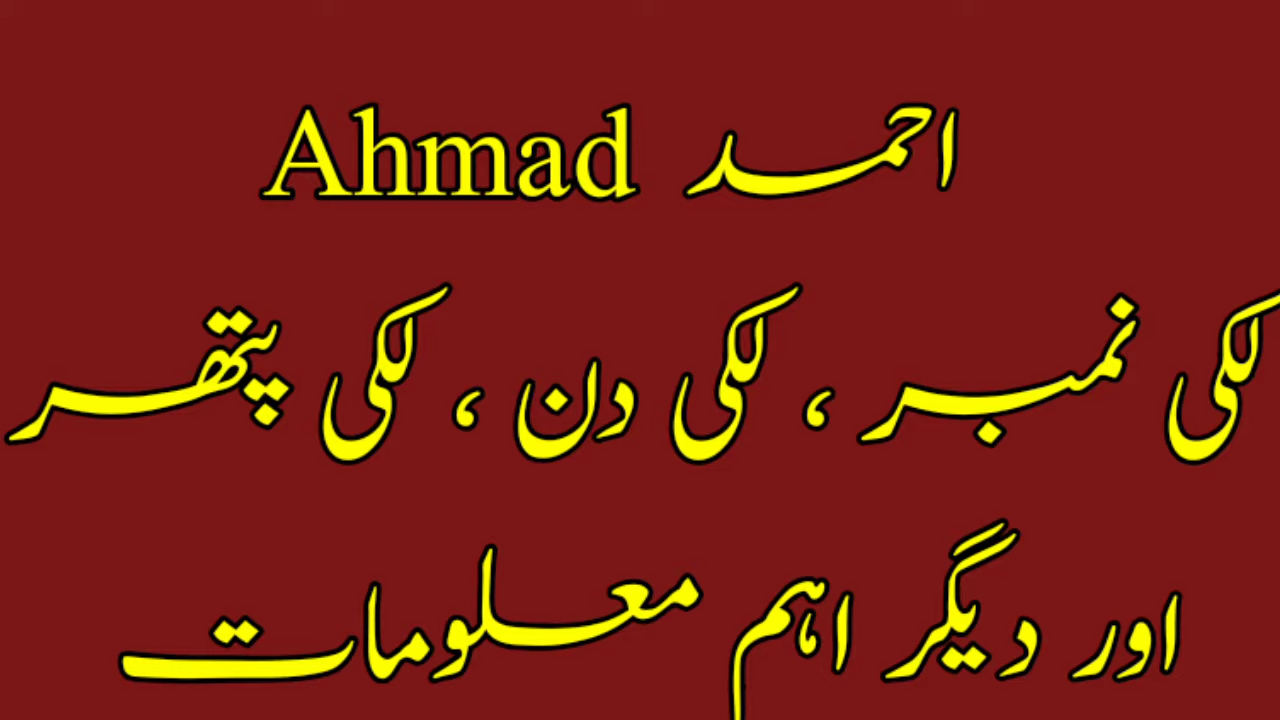 احمد Ahmad
لکی نمبر ، لکی دن ، لکی پتھر
اور دیگر اہم معلومات